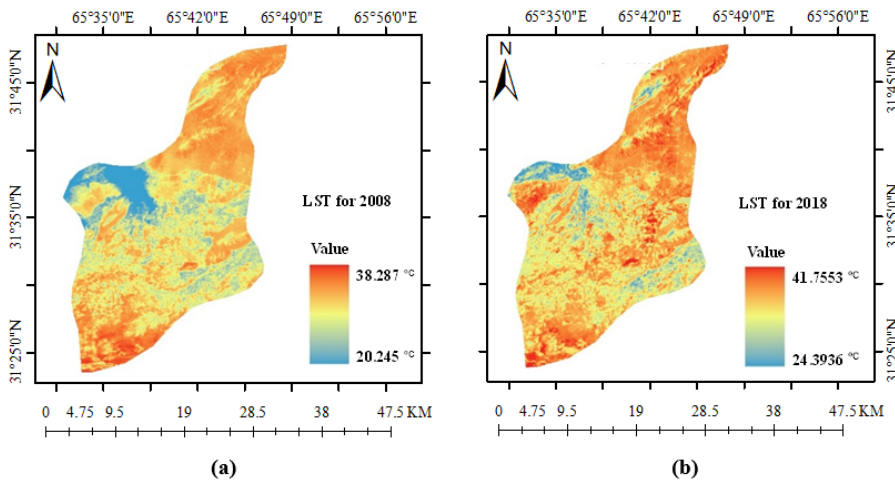 65°35'0"E 65°42'0"E 65°49'0"E 65°56'0"E
N
31°45'0"N
31°35'0"N
31°25'0"N
LST for 2008
Value
38.287 °C
20.245 °C
0 4.75 9.5 19 28.5 38 47.5 KM
(a)
65°35'0"E 65°42'0"E 65°49'0"E 65°56'0"E
N
31°45'0"N
31°35'0"N
31°25'0"N
LST for 2018
Value
41.7553 °C
24.3936 °C
0 4.75 9.5 19 28.5 38 47.5 KM
(b)